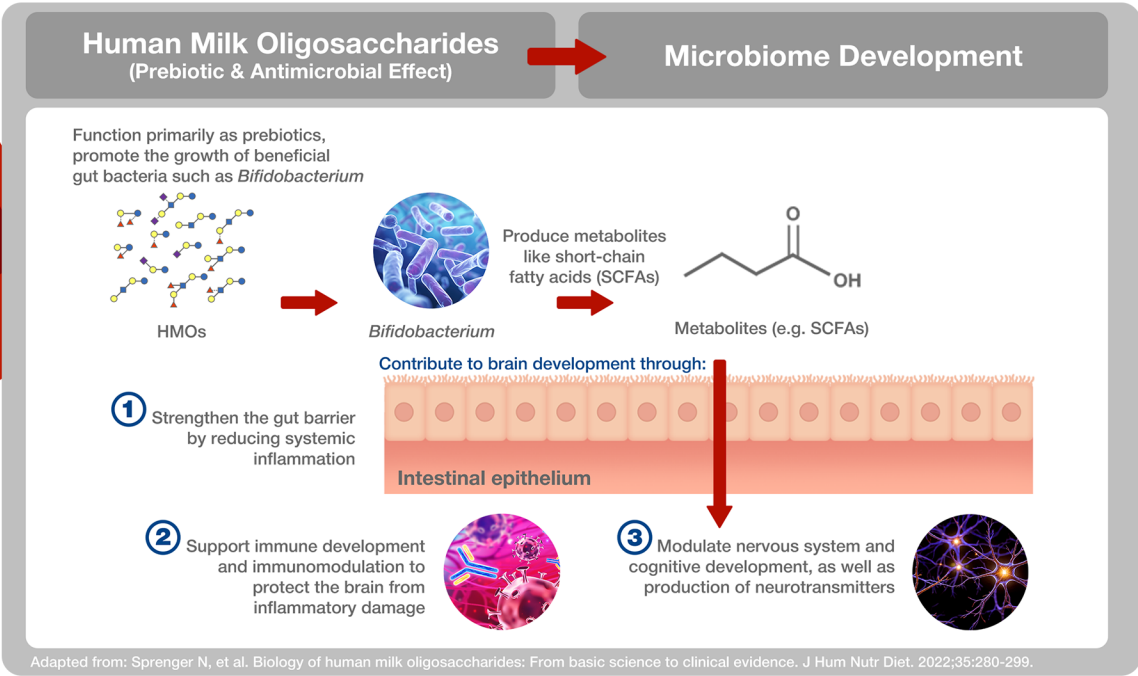 Human Milk Oligosaccharides
(Prebiotic & Antimicrobial Effect)
Microbiome Development
Function primarily as prebiotics,
promote the growth of beneficial
gut bacteria such as Bifidobacterium
HMOs
Bifidobacterium
Produce metabolites
like short-chain
fatty acids (SCFAs)
O
OH
Metabolites (e.g. SCFAs)
Contribute to brain development through:
1
Strengthen the gut barrier
by reducing systemic
inflammation
Intestinal epithelium
2
Support immune development
and immunomodulation to
protect the brain from
inflammatory damage
3
Modulate nervous system and
cognitive development, as well as
production of neurotransmitters
Adapted from: Sprenger N, et al. Biology of human milk oligosaccharides: From basic science to clinical evidence. J Hum Nutr Diet. 2022;35:280-299.